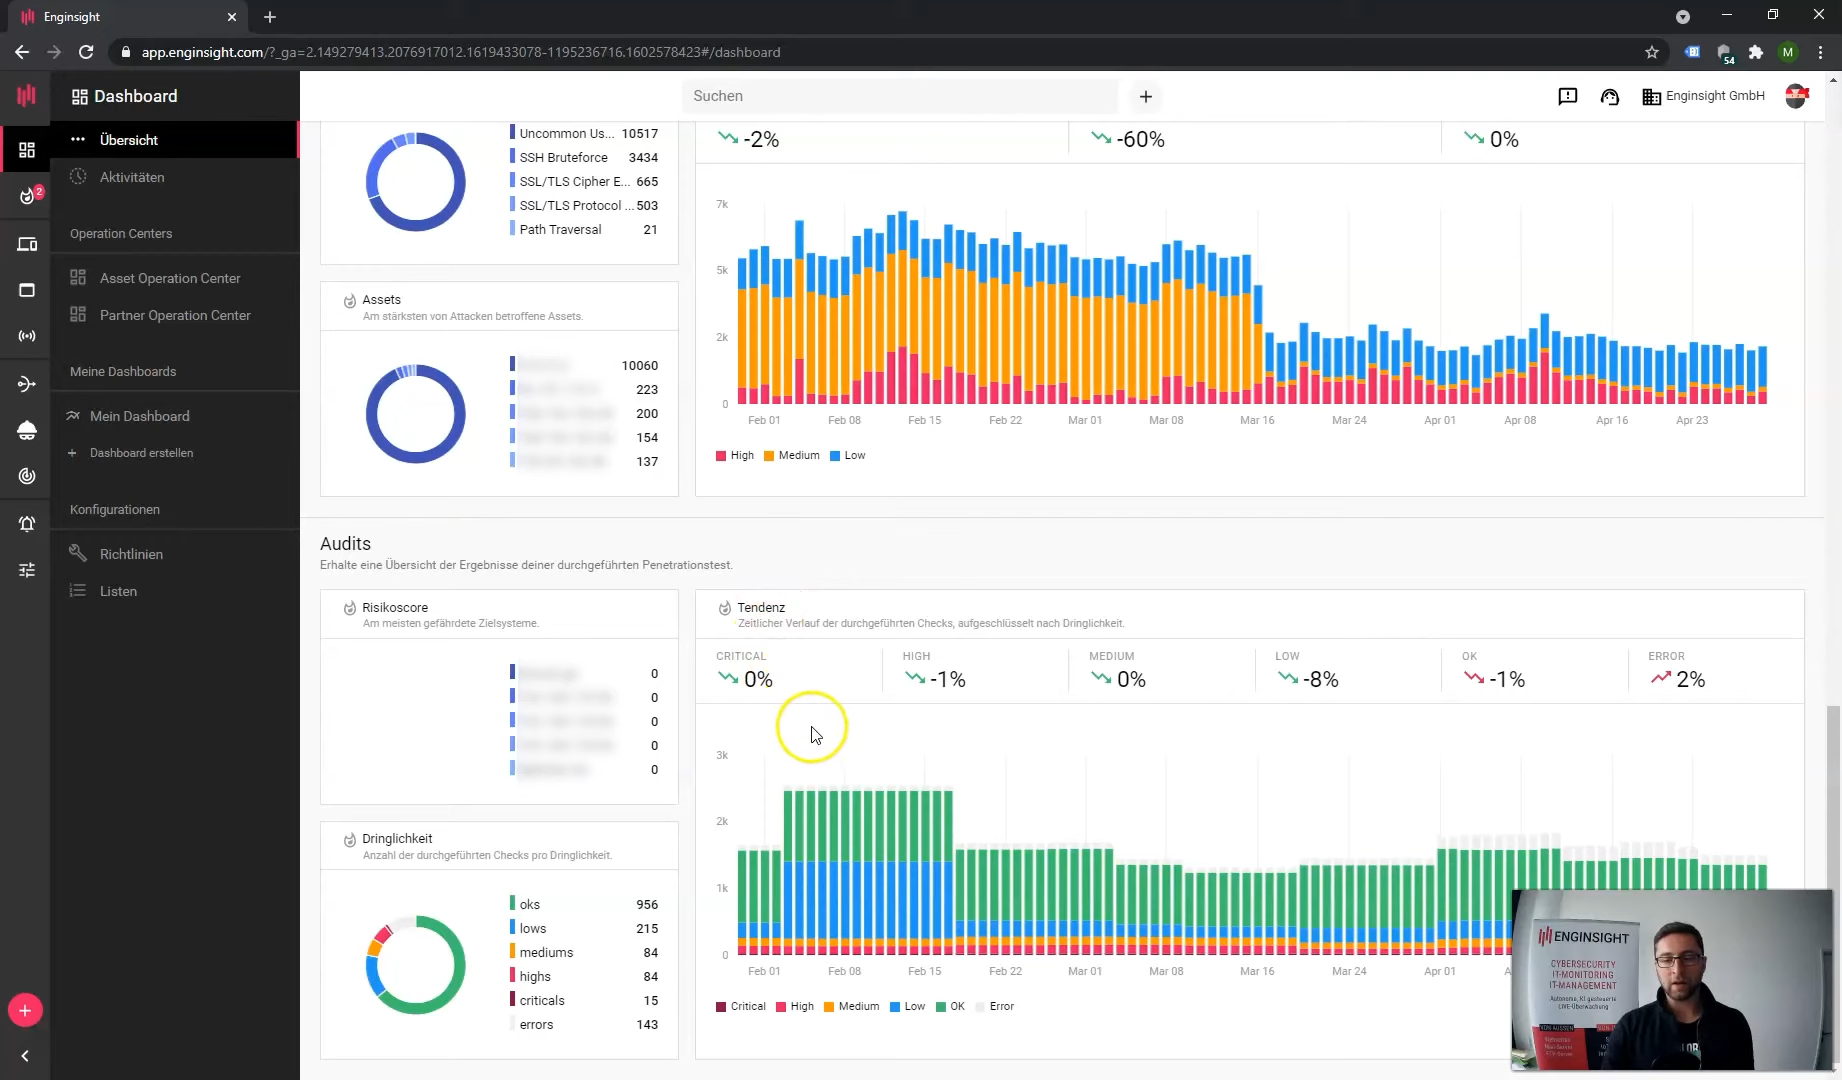 Enginsight
app.enginsight.com/?_ga=2.149279413.2076917012.1619433078-1195236716.1602578423#/dashboard
54
M
Dashboard
Suchen
Enginsight GmbH
Übersicht
Aktivitäten
2
Operation Centers
Asset Operation Center
Partner Operation Center
Meine Dashboards
Mein Dashboard
Dashboard erstellen
Konfigurationen
Richtlinien
Listen
Uncommon Us... 10517
SSH Bruteforce 3434
SSL/TLS Cipher E... 665
SSL/TLS Protocol ... 503
Path Traversal 21
-2% -60% 0%
7k
5k
2k
0
Feb 01 Feb 08 Feb 15 Feb 22 Mar 01 Mar 08 Mar 16 Mar 24 Apr 01 Apr 08 Apr 16 Apr 23
High Medium Low
Assets
Am stärksten von Attacken betroffene Assets.
10060
223
200
154
137
Audits
Erhalte eine Übersicht der Ergebnisse deiner durchgeführten Penetrationstest.
Risikoscore
Am meisten gefährdete Zielsysteme.
0
0
0
0
0
Tendenz
Zeitlicher Verlauf der durchgeführten Checks, aufgeschlüsselt nach Dringlichkeit.
CRITICAL HIGH MEDIUM LOW OK ERROR
0% -1% 0% -8% -1% 2%
3k
2k
1k
0
Feb 01 Feb 08 Feb 15 Feb 22 Mar 01 Mar 08 Mar 16 Mar 24 Apr 01
Critical High Medium Low OK Error
Dringlichkeit
Anzahl der durchgeführten Checks pro Dringlichkeit.
oks 956
lows 215
mediums 84
highs 84
criticals 15
errors 143
ENGINSIGHT
CYBERSECURITY
IT-MONITORING
IT-MANAGEMENT
Autonome, KI gesteuerte
LIVE-Überwachung